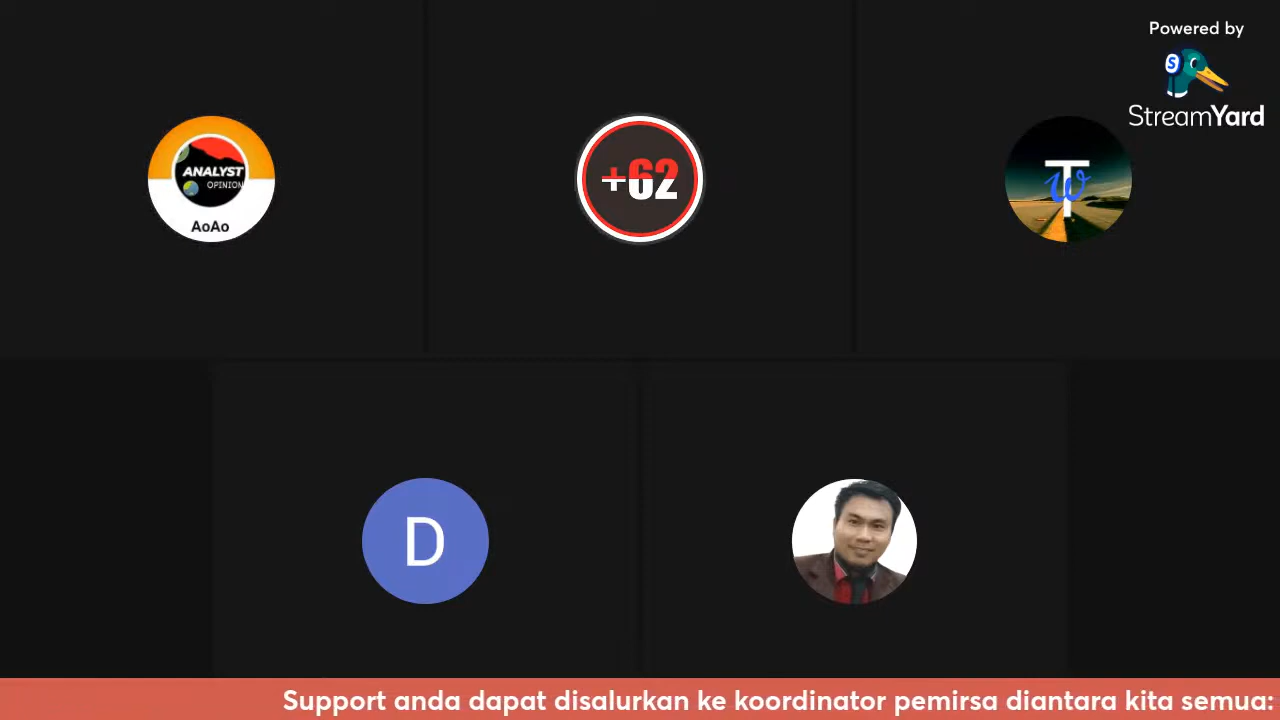 Powered by
S
StreamYard
ANALYST
OPINION
AoAo
+62
T
w
D
Support anda dapat disalurkan ke koordinator pemirsa diantara kita semua: